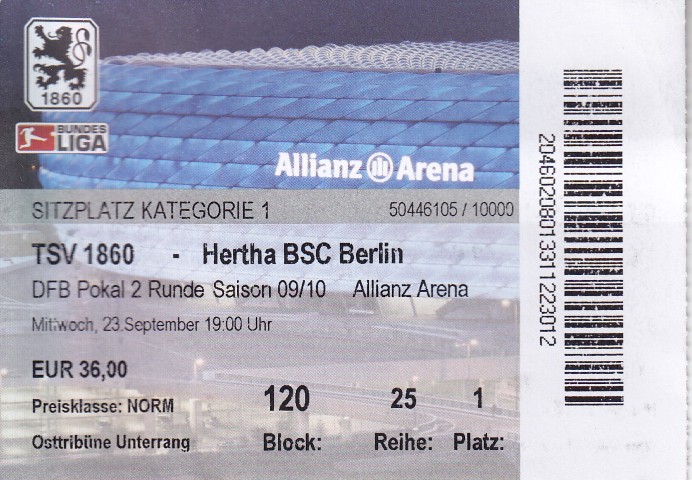 1860
BUNDES
LIGA
Allianz Arena
SITZPLATZ KATEGORIE 1 50446105 / 10000
TSV 1860 - Hertha BSC Berlin
DFB Pokal 2 Runde Saison 09/10 Allianz Arena
Mittwoch, 23.September 19:00 Uhr
EUR 36,00
Preisklasse: NORM 120 25 1
Osttribüne Unterrang Block: Reihe: Platz:
20460208013311223012